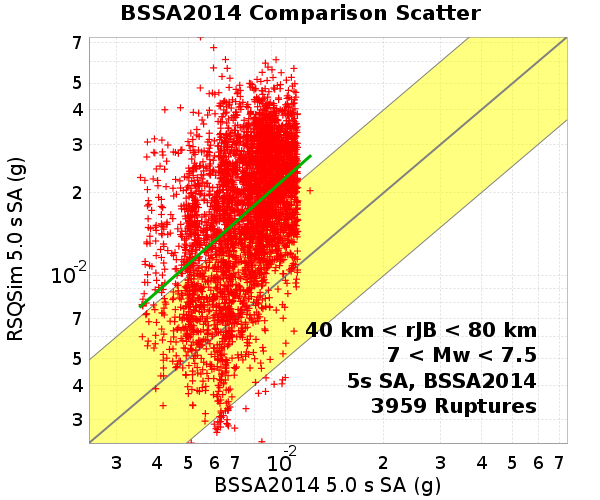 BSSA2014 Comparison Scatter
RSQSim 5.0 s SA (g)
7
5
4
3
2
10-2
7
5
4
3
40 km < rJB < 80 km
7 < Mw < 7.5
5s SA, BSSA2014
3959 Ruptures
3 4 5 6 7 10-2 2 3 4 5 6 7
BSSA2014 5.0 s SA (g)